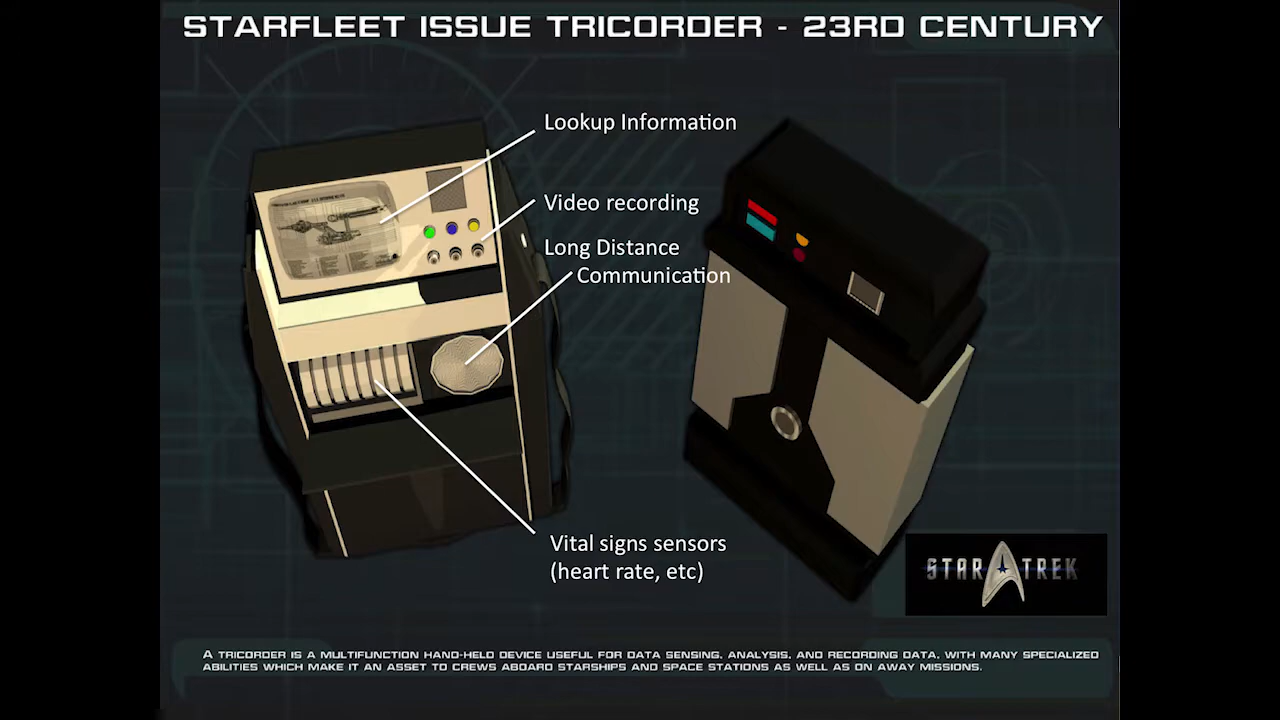 STARFLEET ISSUE TRICORDER - 23RD CENTURY
Lookup Information
Video recording
Long Distance
Communication
Vital signs sensors
(heart rate, etc)
STAR TREK
A TRICORDER IS A MULTIFUNCTION HAND-HELD DEVICE USEFUL FOR DATA SENSING, ANALYSIS, AND RECORDING DATA, WITH MANY SPECIALIZED
ABILITIES WHICH MAKE IT AN ASSET TO CREWS ABOARD STARSHIPS AND SPACE STATIONS AS WELL AS ON AWAY MISSIONS.